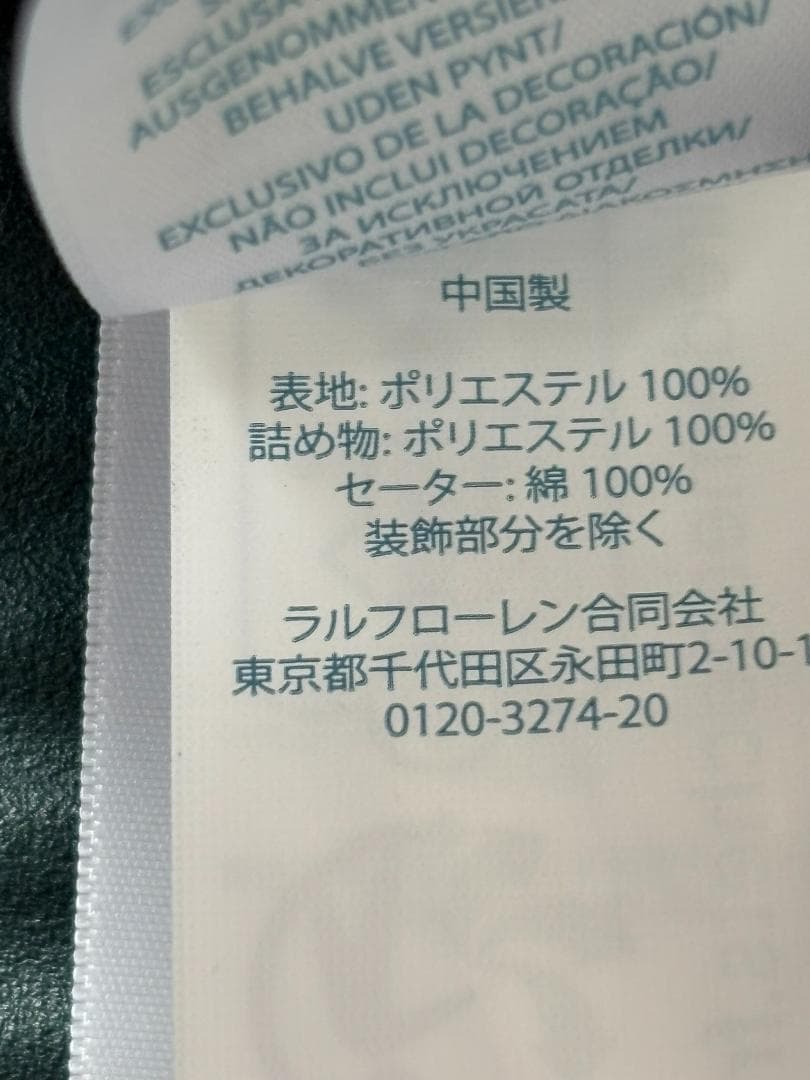 ESCLUSA
AUSGENOMMEN
BEHALVE VERSIER
UDEN PYNT/
EXCLUSIVO DE LA DECORACIÓN/
NÃO INCLUI DECORAÇÃO/
ЗА ИСКЛЮЧЕНИЕМ
ДЕКОРАТИВНОЙ ОТДЕЛКИ/
БЕЗ УКРАСАТА/
中国製
表地: ポリエステル 100%
詰め物: ポリエステル 100%
セーター: 綿 100%
装飾部分を除く
ラルフローレン合同会社
東京都千代田区永田町2-10-1
0120-3274-20